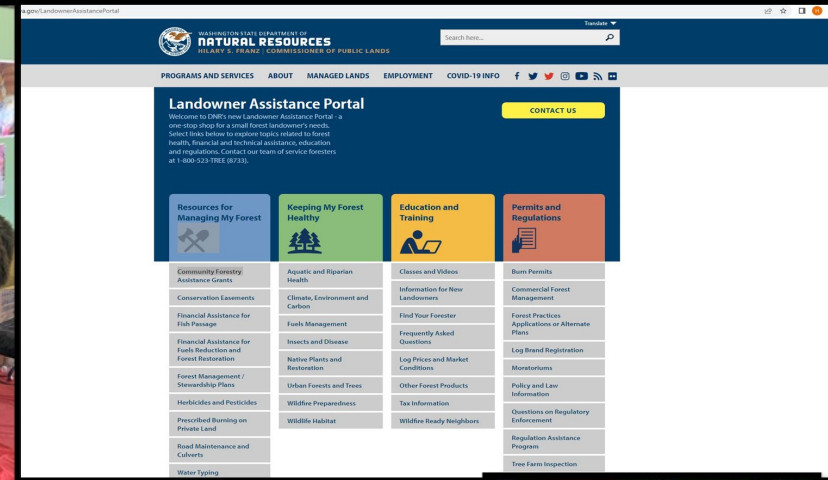 a.gov/LandownerAssistancePortal
Translate
WASHINGTON STATE DEPARTMENT OF
NATURAL RESOURCES
HILARY S. FRANZ | COMMISSIONER OF PUBLIC LANDS
Search here...
PROGRAMS AND SERVICES ABOUT MANAGED LANDS EMPLOYMENT COVID-19 INFO
Landowner Assistance Portal
Welcome to DNR's new Landowner Assistance Portal - a
one-stop shop for a small forest landowner's needs.
Select links below to explore topics related to forest
health, financial and technical assistance, education
and regulations. Contact our team of service foresters
at 1-800-523-TREE (8733).
CONTACT US
Resources for
Managing My Forest
Community Forestry
Assistance Grants
Conservation Easements
Financial Assistance for
Fish Passage
Financial Assistance for
Fuels Reduction and
Forest Restoration
Forest Management /
Stewardship Plans
Herbicides and Pesticides
Prescribed Burning on
Private Land
Road Maintenance and
Culverts
Water Typing
Keeping My Forest
Healthy
Aquatic and Riparian
Health
Climate, Environment and
Carbon
Fuels Management
Insects and Disease
Native Plants and
Restoration
Urban Forests and Trees
Wildfire Preparedness
Wildlife Habitat
Education and
Training
Classes and Videos
Information for New
Landowners
Find Your Forester
Frequently Asked
Questions
Log Prices and Market
Conditions
Other Forest Products
Tax Information
Wildfire Ready Neighbors
Permits and
Regulations
Burn Permits
Commercial Forest
Management
Forest Practices
Applications or Alternate
Plans
Log Brand Registration
Moratoriums
Policy and Law
Information
Questions on Regulatory
Enforcement
Regulation Assistance
Program
Tree Farm Inspection